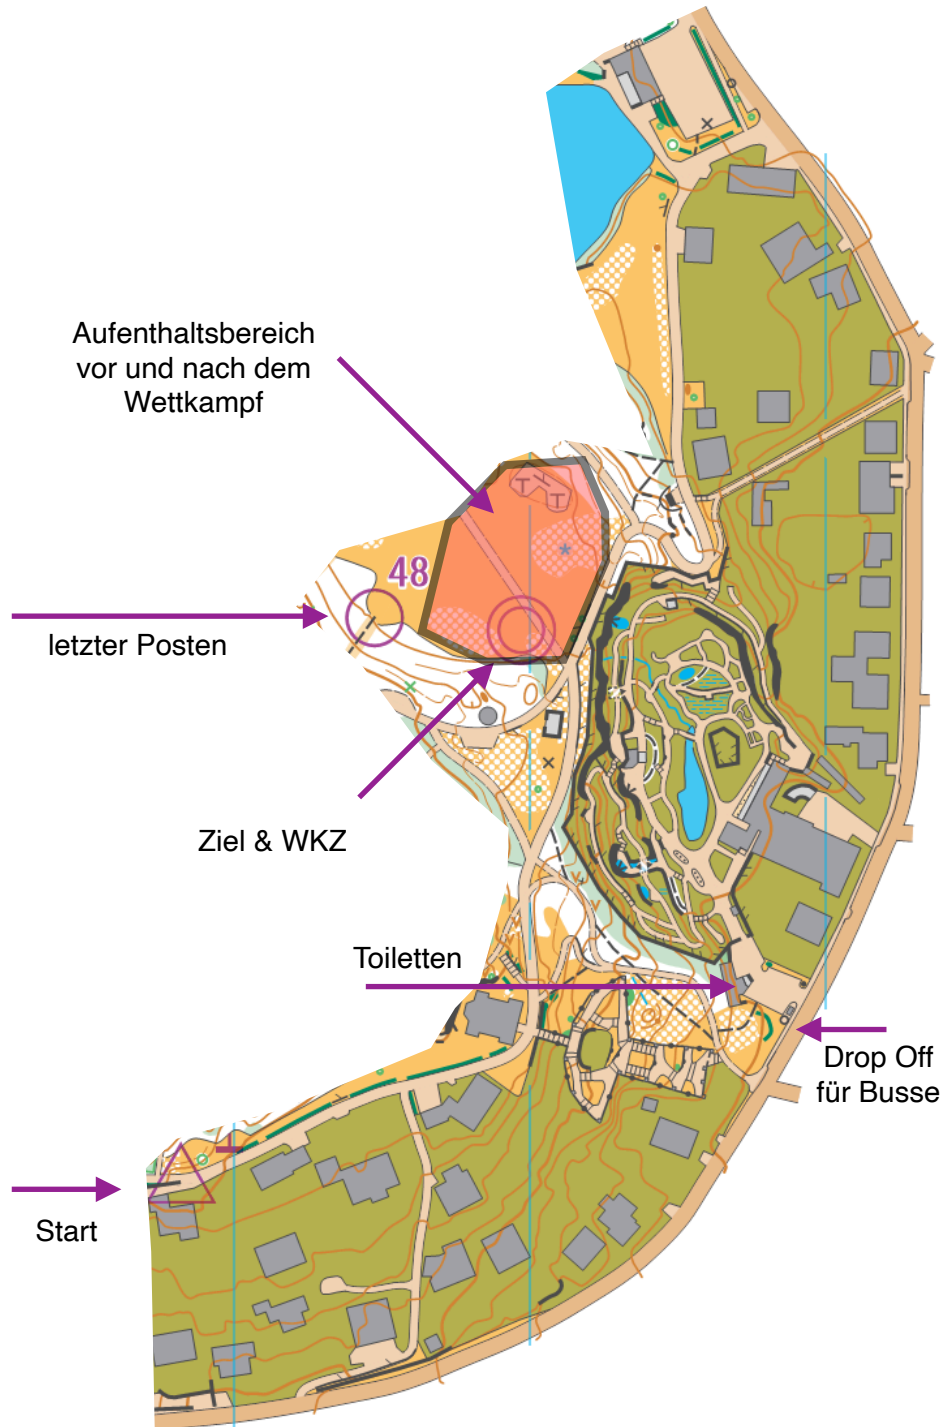 Aufenthaltsbereich
vor und nach dem
Wettkampf
48
letzter Posten
Ziel & WKZ
Toiletten
Drop Off
für Busse
Start